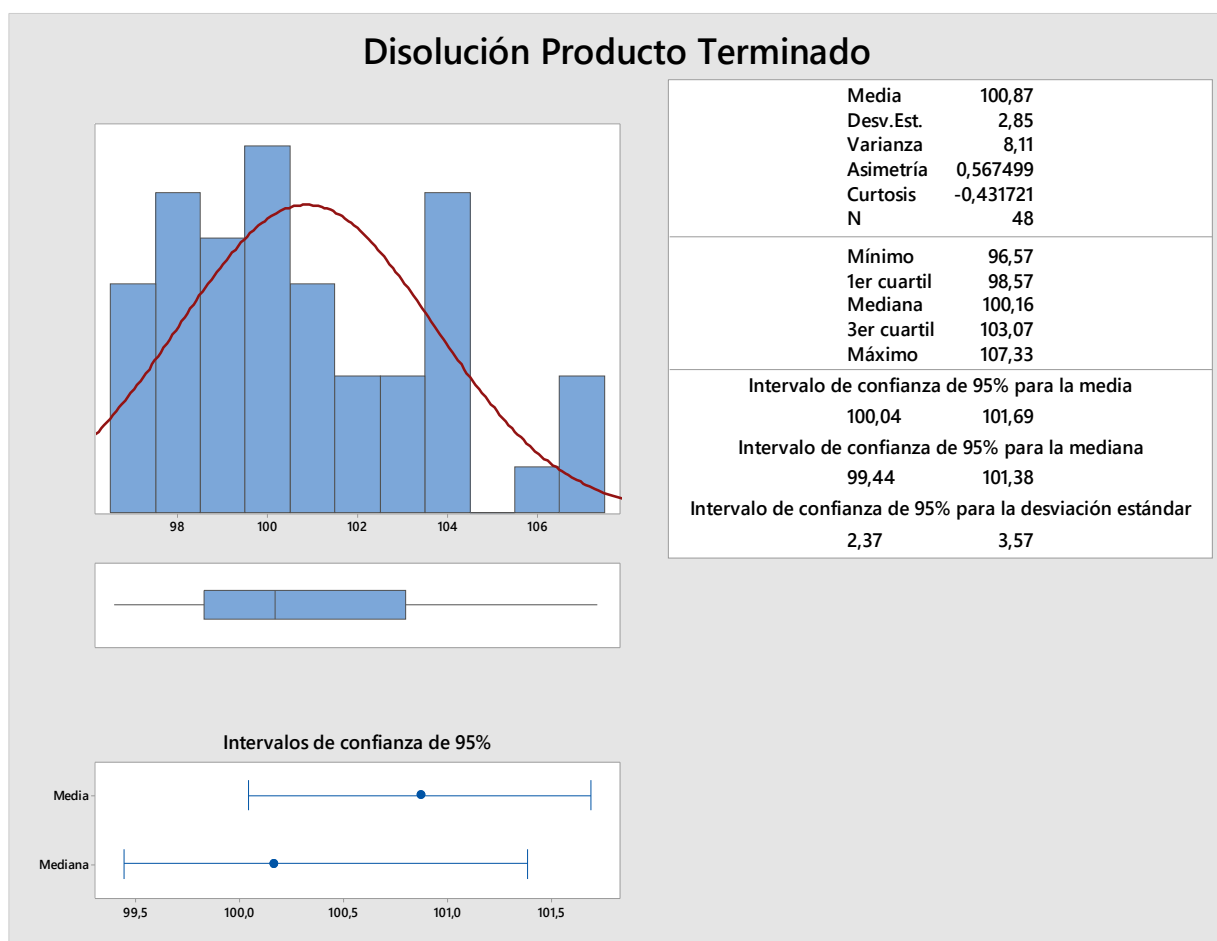 Disolución Producto Terminado
Media 100,87
Desv.Est. 2,85
Varianza 8,11
Asimetría 0,567499
Curtosis -0,431721
N 48
Mínimo 96,57
1er cuartil 98,57
Mediana 100,16
3er cuartil 103,07
Máximo 107,33
Intervalo de confianza de 95% para la media
100,04 101,69
Intervalo de confianza de 95% para la mediana
99,44 101,38
Intervalo de confianza de 95% para la desviación estándar
2,37 3,57
98 100 102 104 106
Intervalos de confianza de 95%
Media
Mediana
99,5 100,0 100,5 101,0 101,5